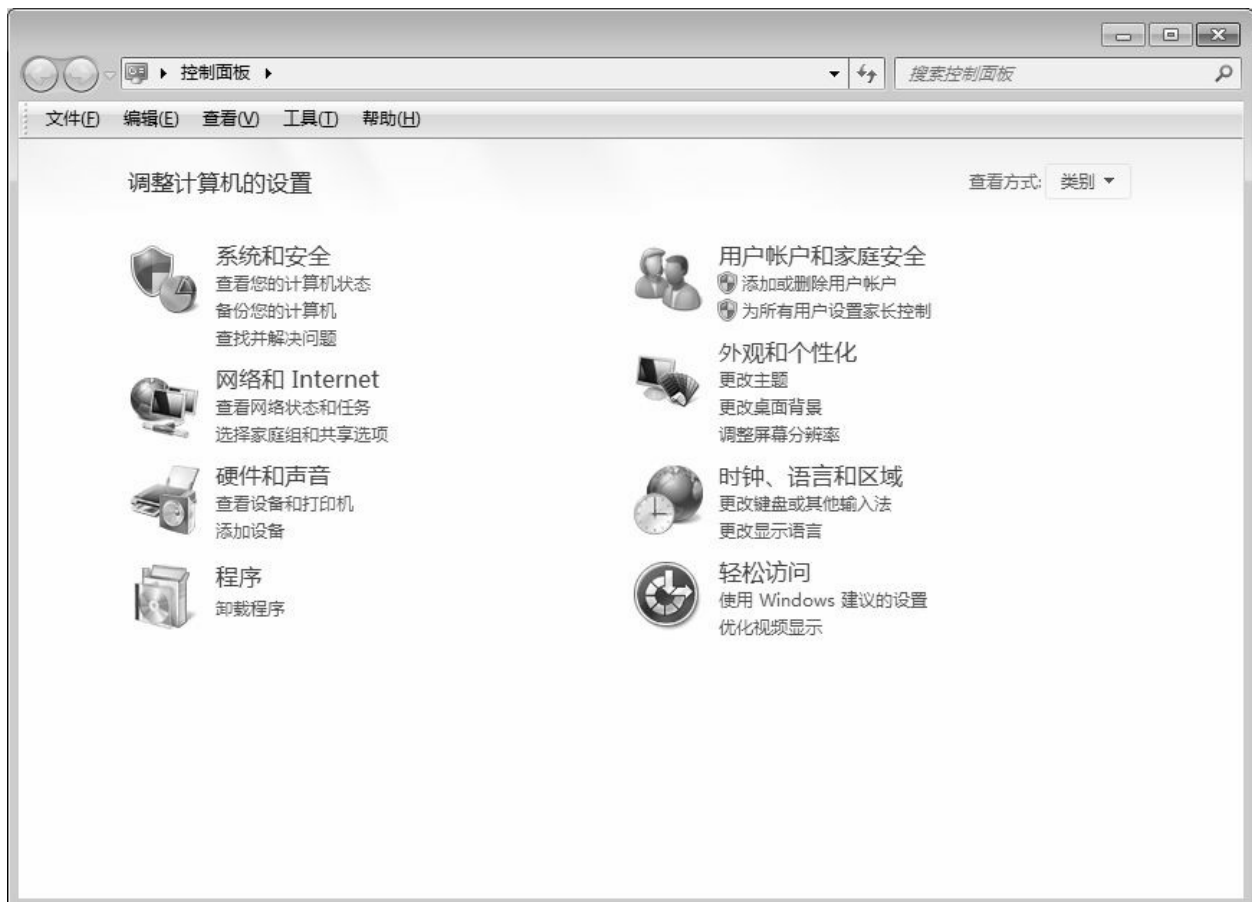 控制面板
搜索控制面板
文件(F) 编辑(E) 查看(V) 工具(T) 帮助(H)
调整计算机的设置
查看方式: 类别
系统和安全
查看您的计算机状态
备份您的计算机
查找并解决问题
网络和 Internet
查看网络状态和任务
选择家庭组和共享选项
硬件和声音
查看设备和打印机
添加设备
程序
卸载程序
用户帐户和家庭安全
添加或删除用户帐户
为所有用户设置家长控制
外观和个性化
更改主题
更改桌面背景
调整屏幕分辨率
时钟、语言和区域
更改键盘或其他输入法
更改显示语言
轻松访问
使用 Windows 建议的设置
优化视频显示